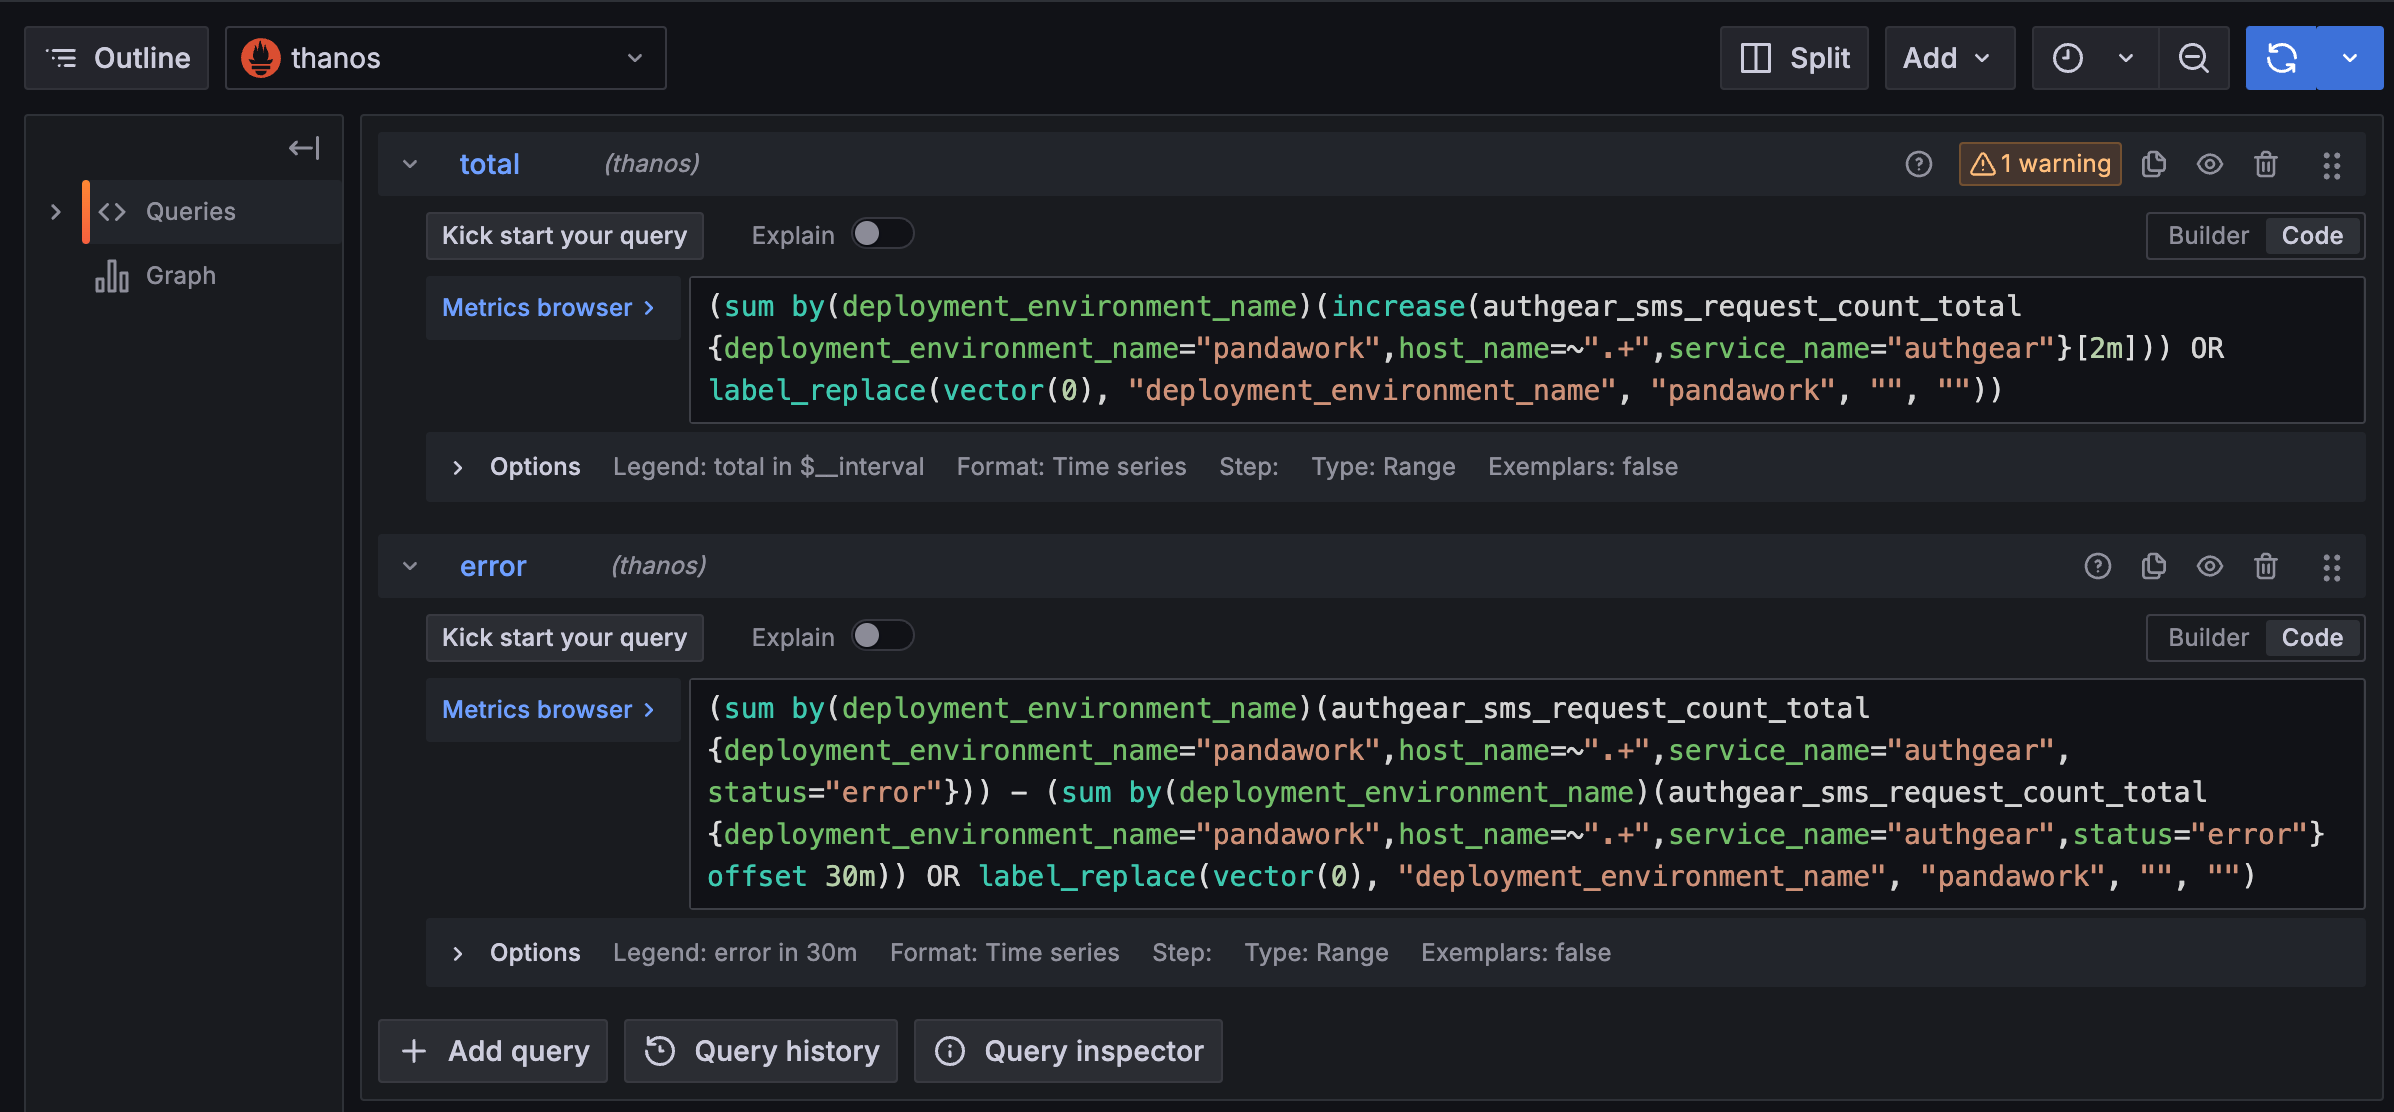 Outline
thanos
Split
Add
Queries
Graph
total (thanos)
1 warning
Kick start your query
Explain
Builder
Code
Metrics browser >
(sum by(deployment_environment_name)(increase(authgear_sms_request_count_total
{deployment_environment_name="pandawork",host_name=~".+",service_name="authgear"}[2m])) OR
label_replace(vector(0), "deployment_environment_name", "pandawork", "", ""))
Options Legend: total in $__interval Format: Time series Step: Type: Range Exemplars: false
error (thanos)
Kick start your query
Explain
Builder
Code
Metrics browser >
(sum by(deployment_environment_name)(authgear_sms_request_count_total
{deployment_environment_name="pandawork",host_name=~".+",service_name="authgear",
status="error"})) - (sum by(deployment_environment_name)(authgear_sms_request_count_total
{deployment_environment_name="pandawork",host_name=~".+",service_name="authgear",status="error"}
offset 30m)) OR label_replace(vector(0), "deployment_environment_name", "pandawork", "", "")
Options Legend: error in 30m Format: Time series Step: Type: Range Exemplars: false
+ Add query
Query history
Query inspector